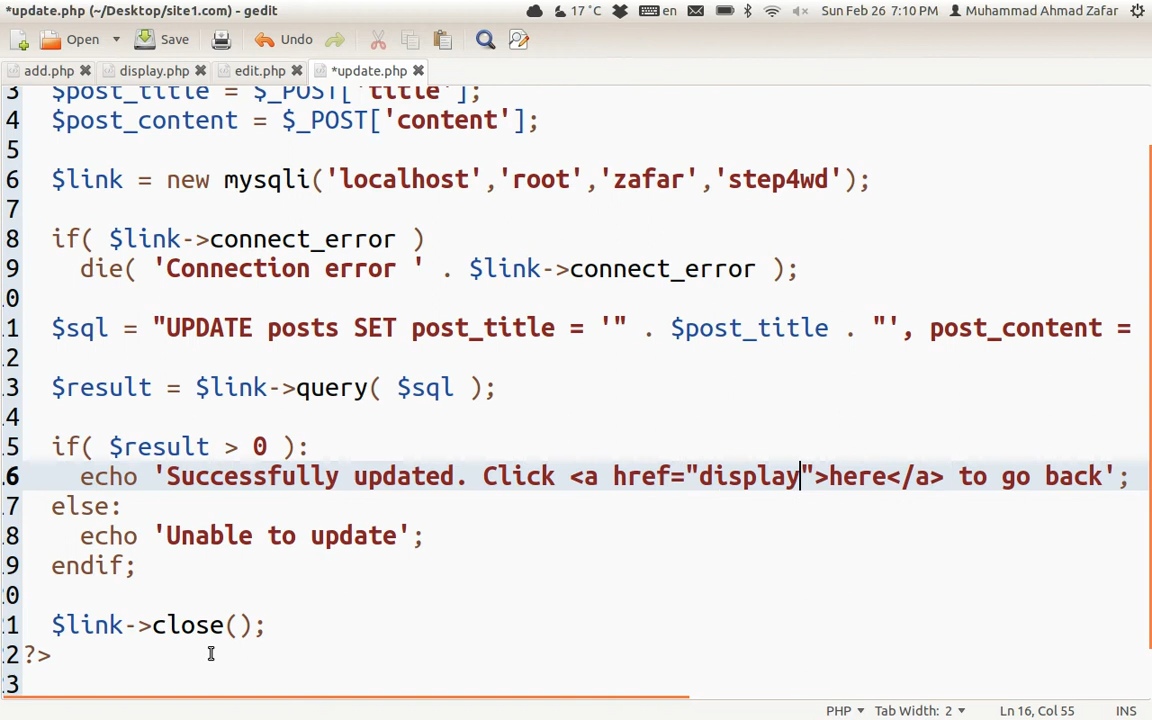 *update.php (~/Desktop/site1.com) - gedit 17 °C en Sun Feb 26 7:10 PM Muhammad Ahmad Zafar
Open Save Undo
add.php display.php edit.php *update.php
3 $post_title = $_POST['title'];
4 $post_content = $_POST['content'];
5
6 $link = new mysqli('localhost','root','zafar','step4wd');
7
8 if( $link->connect_error )
9 die( 'Connection error ' . $link->connect_error );
0
1 $sql = "UPDATE posts SET post_title = '" . $post_title . "', post_content =
2
3 $result = $link->query( $sql );
4
5 if( $result > 0 ):
6 echo 'Successfully updated. Click <a href="display">here</a> to go back';
7 else:
8 echo 'Unable to update';
9 endif;
0
1 $link->close();
2 ?>
3
PHP Tab Width: 2 Ln 16, Col 55 INS